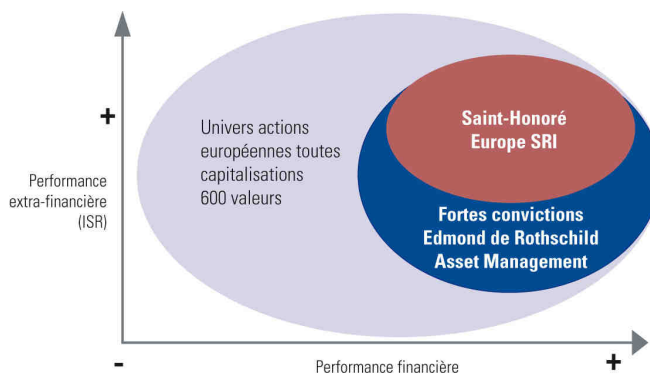 +
Performance
extra-financière
(ISR)
Univers actions
européennes toutes
capitalisations
600 valeurs
Saint-Honoré
Europe SRI
Fortes convictions
Edmond de Rothschild
Asset Management
-
Performance financière
+